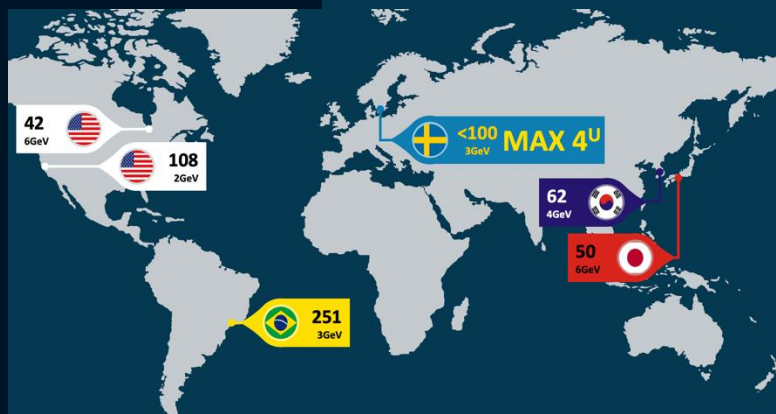 42
6GeV
108
2GeV
<100 MAX 4ᵁ
3GeV
62
4GeV
50
6GeV
251
3GeV